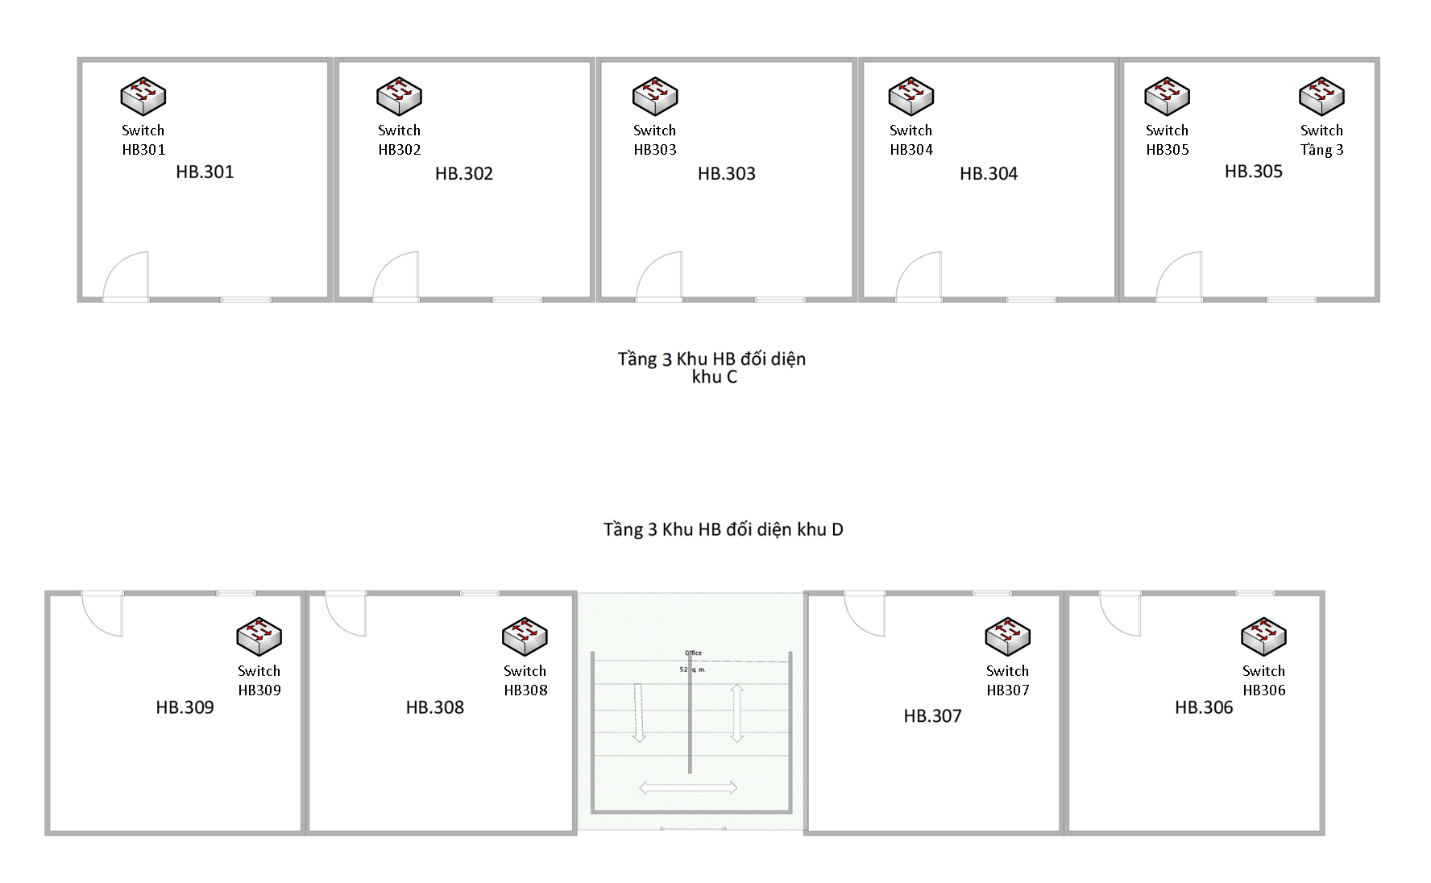 Switch
HB301
HB.301
Switch
HB302
HB.302
Switch
HB303
HB.303
Switch
HB304
HB.304
Switch
HB305
HB.305
Switch
Tầng 3
Tầng 3 Khu HB đối diện
khu C
Tầng 3 Khu HB đối diện khu D
Switch
HB309
HB.309
Switch
HB308
HB.308
Office
52 sq. m.
Switch
HB307
HB.307
Switch
HB306
HB.306